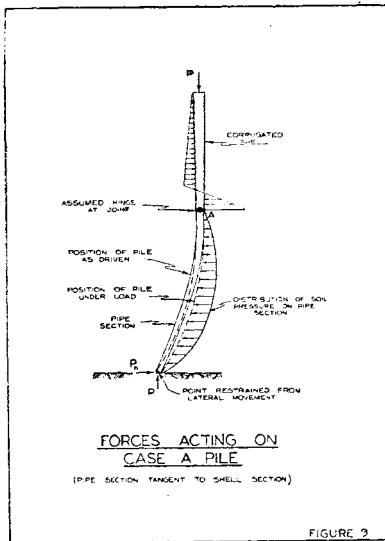 P
CORRUGATED
SHELL
ASSUMED HINGE
AT JOINT
A
POSITION OF PILE
AS DRIVEN
POSITION OF PILE
UNDER LOAD
PIPE
SECTION
DISTRIBUTION OF SOIL
PRESSURE ON PIPE
SECTION
Pₕ
P
POINT RESTRAINED FROM
LATERAL MOVEMENT
FORCES ACTING ON
CASE A PILE
(PIPE SECTION TANGENT TO SHELL SECTION)
FIGURE 3